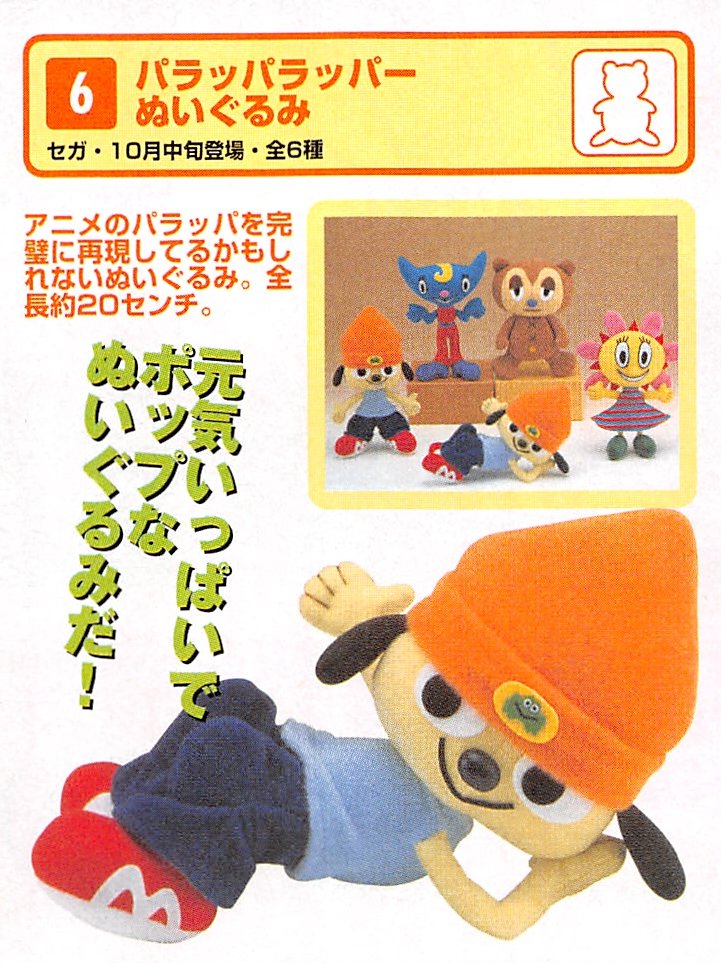 6
パラッパラッパー
ぬいぐるみ
セガ・10月中旬登場・全6種
アニメのパラッパを完
璧に再現してるかもし
れないぬいぐるみ。全
長約20センチ。
元気いっぱいで
ポップな
ぬいぐるみだ!